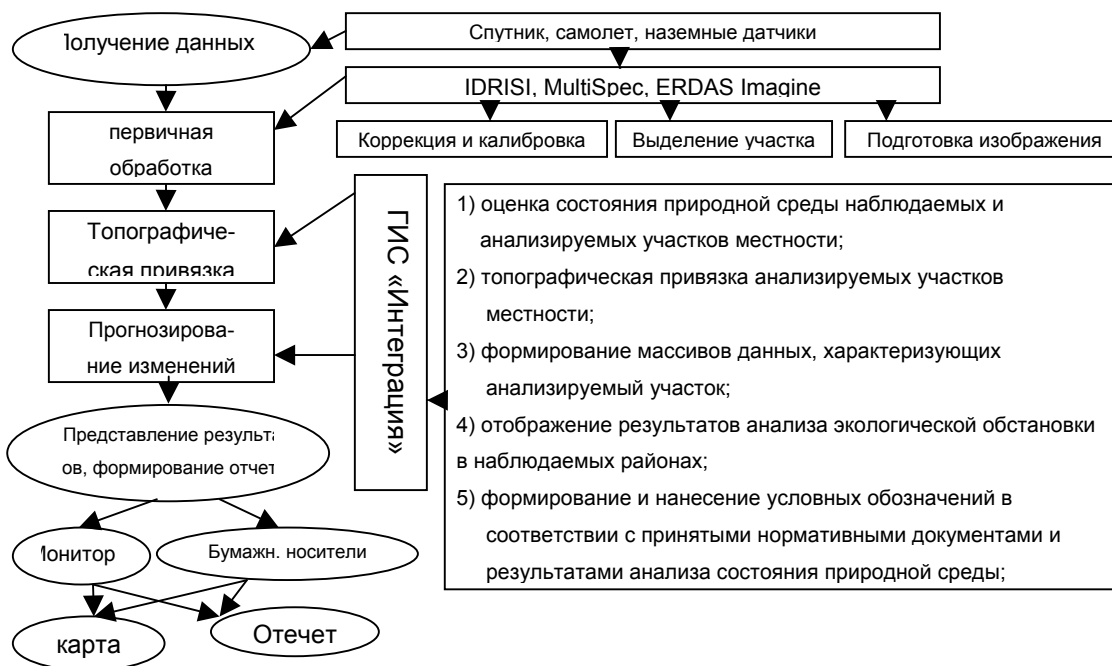 Получение данных
Спутник, самолет, наземные датчики
IDRISI, MultiSpec, ERDAS Imagine
первичная
обработка
Коррекция и калибровка
Выделение участка
Подготовка изображения
Топографиче-
ская привязка
ГИС «Интеграция»
1) оценка состояния природной среды наблюдаемых и
анализируемых участков местности;
2) топографическая привязка анализируемых участков
местности;
3) формирование массивов данных, характеризующих
анализируемый участок;
4) отображение результатов анализа экологической обстановки
в наблюдаемых районах;
5) формирование и нанесение условных обозначений в
соответствии с принятыми нормативными документами и
результатами анализа состояния природной среды;
Прогнозирова-
ние изменений
Представление результа
ов, формирование отчет
Монитор
Бумажн. носители
карта
Отечет